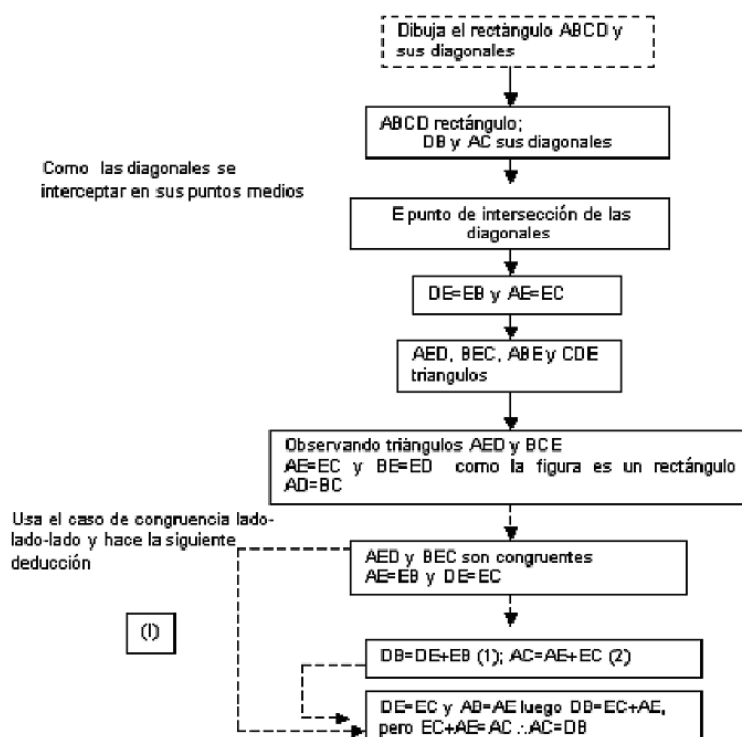 Dibuja el rectángulo ABCD y
sus diagonales
ABCD rectángulo;
DB y AC sus diagonales
Como las diagonales se
interceptar en sus puntos medios
E punto de intersección de las
diagonales
DE=EB y AE=EC
AED, BEC, ABE y CDE
triangulos
Observando triángulos AED y BCE
AE=EC y BE=ED como la figura es un rectángulo
AD=BC
Usa el caso de congruencia lado-
lado-lado y hace la siguiente
deducción
AED y BEC son congruentes
AE=EB y DE=EC
(I)
DB=DE+EB (1); AC=AE+EC (2)
DE=EC y AB=AE luego DB=EC+AE,
pero EC+AE=AC ∴AC=DB